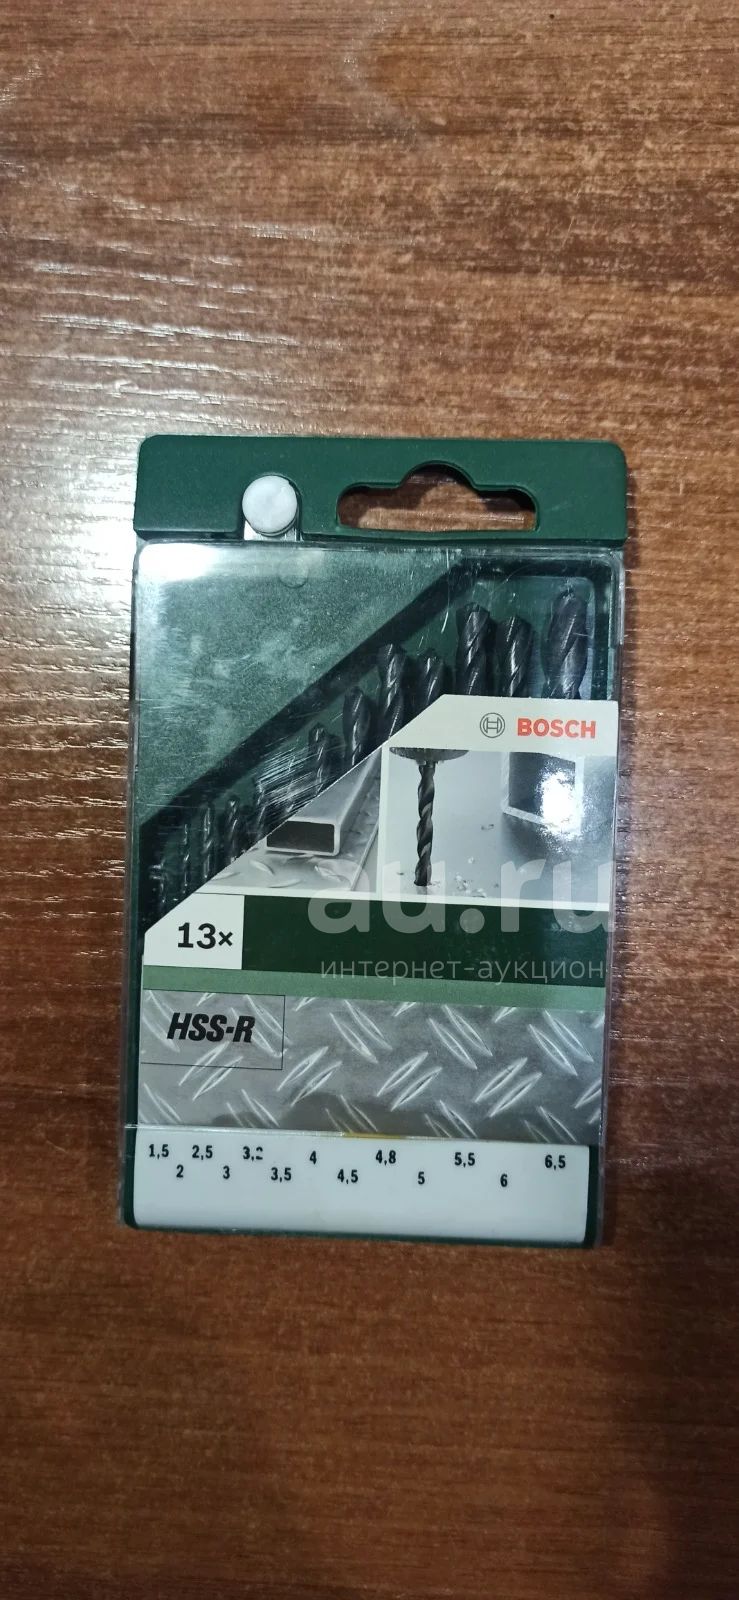 BOSCH
13×
HSS-R
1,5 2,5 3,2 4 4,8 5,5 6,5
2 3 3,5 4,5 5 6
au.ru
интернет-аукцион